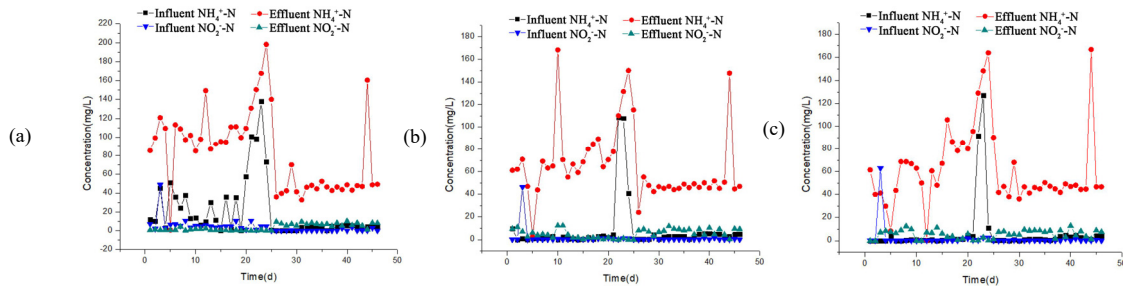 (a)
Influent NH4+-N Effluent NH4+-N
Influent NO2--N Effluent NO2--N
Concentration(mg/L)
220
200
180
160
140
120
100
80
60
40
20
0
-20
0 10 20 30 40 50
Time(d)
(b)
Influent NH4+-N Effluent NH4+-N
Influent NO2--N Effluent NO2--N
Concentration(mg/L)
180
160
140
120
100
80
60
40
20
0
0 10 20 30 40 50
Time(d)
(c)
Influent NH4+-N Effluent NH4+-N
Influent NO2--N Effluent NO2--N
Concentration(mg/L)
180
160
140
120
100
80
60
40
20
0
0 10 20 30 40 50
Time(d)